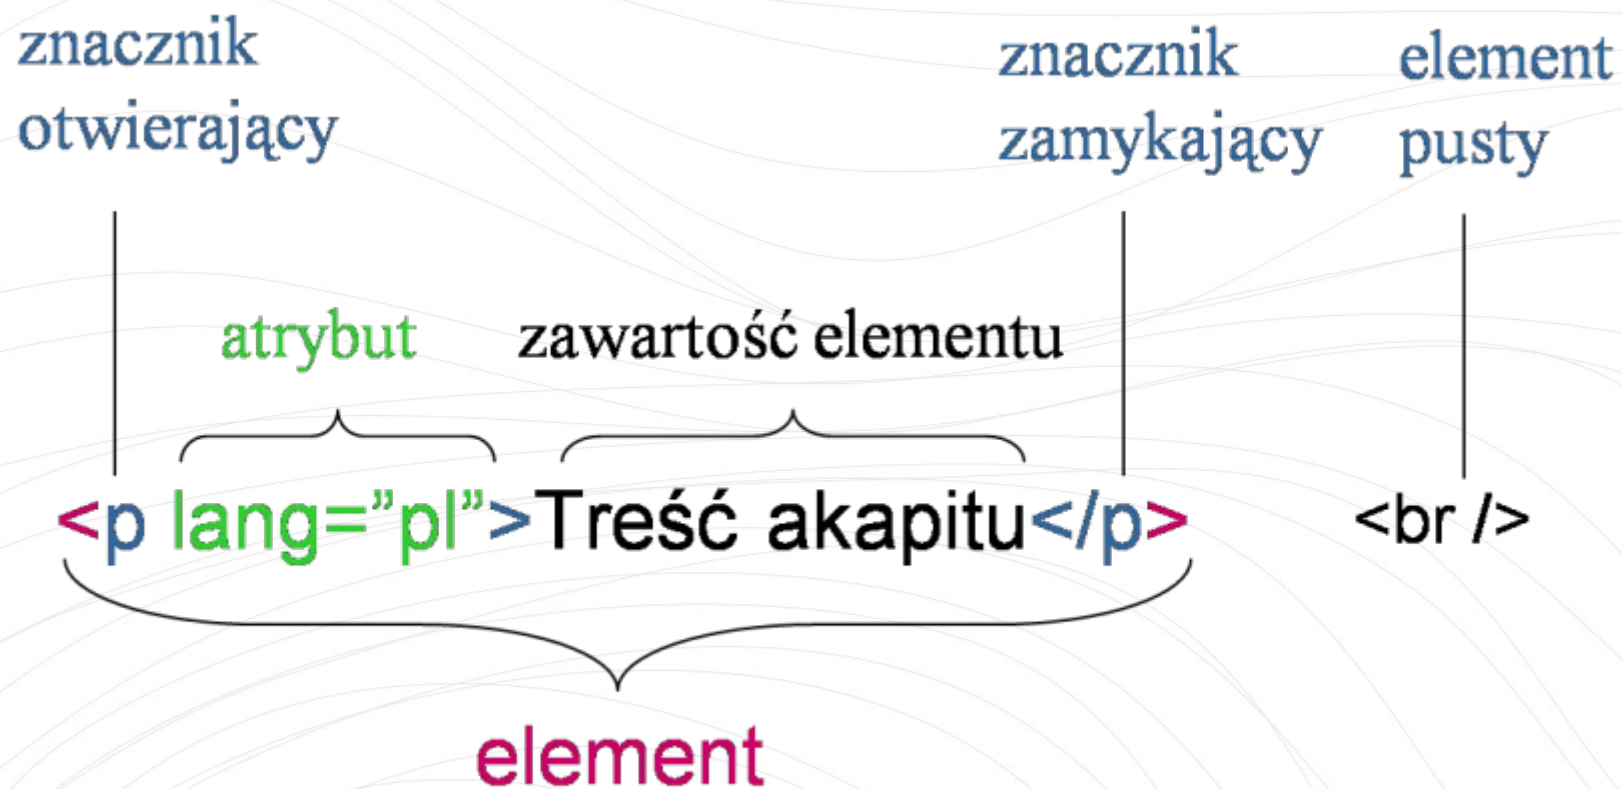 znacznik
otwierający
znacznik
zamykający
element
pusty
atrybut
zawartość elementu
<p lang=”pl”>Treść akapitu</p>
<br />
element